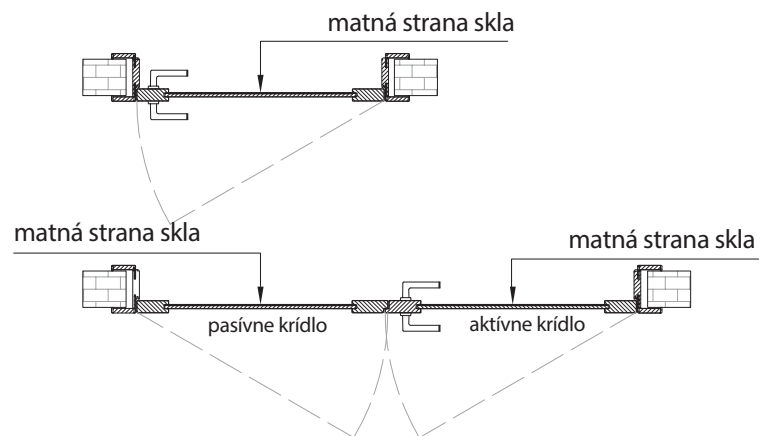 matná strana skla
matná strana skla
matná strana skla
pasívne krídlo
aktívne krídlo